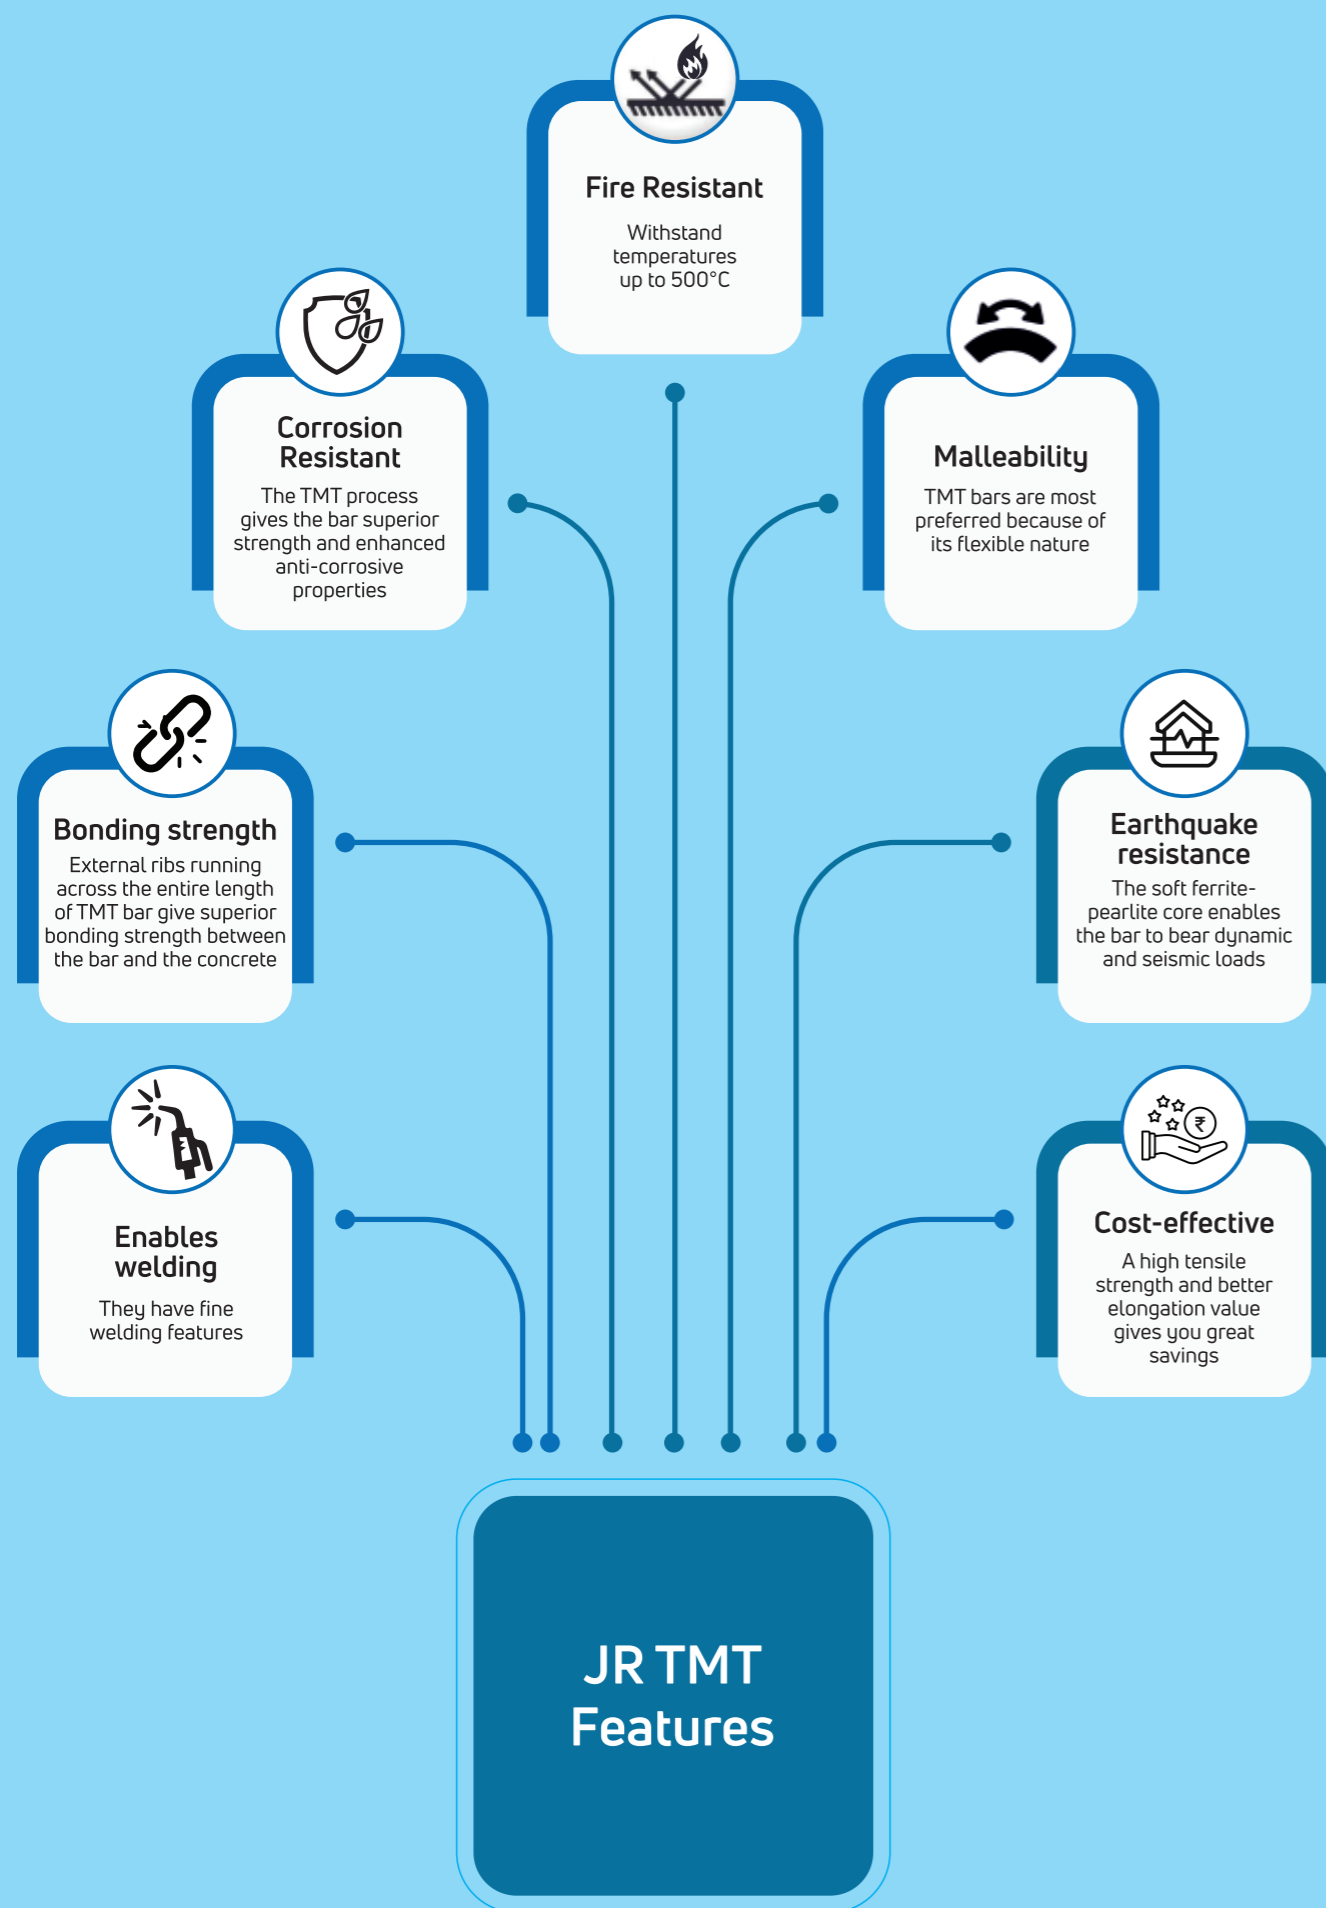 Fire Resistant
Withstand
temperatures
up to 500°C
Corrosion
Resistant
The TMT process
gives the bar superior
strength and enhanced
anti-corrosive
properties
Malleability
TMT bars are most
preferred because of
its flexible nature
Bonding strength
External ribs running
across the entire length
of TMT bar give superior
bonding strength between
the bar and the concrete
Earthquake
resistance
The soft ferrite-
pearlite core enables
the bar to bear dynamic
and seismic loads
Enables
welding
They have fine
welding features
₹
Cost-effective
A high tensile
strength and better
elongation value
gives you great
savings
JR TMT
Features